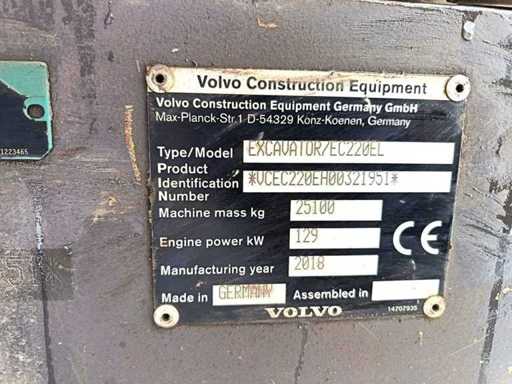 Volvo Construction Equipment
Volvo Construction Equipment Germany GmbH
Max-Planck-Str.1 D-54329 Konz-Koenen, Germany
Type/Model EXCAVATOR/EC220EL
Product
Identification *VCEC220EH00321951*
Number
Machine mass kg 25100
Engine power kW 129
Manufacturing year 2018
CE
Made in GERMANY Assembled in
VOLVO
14707935
1223465